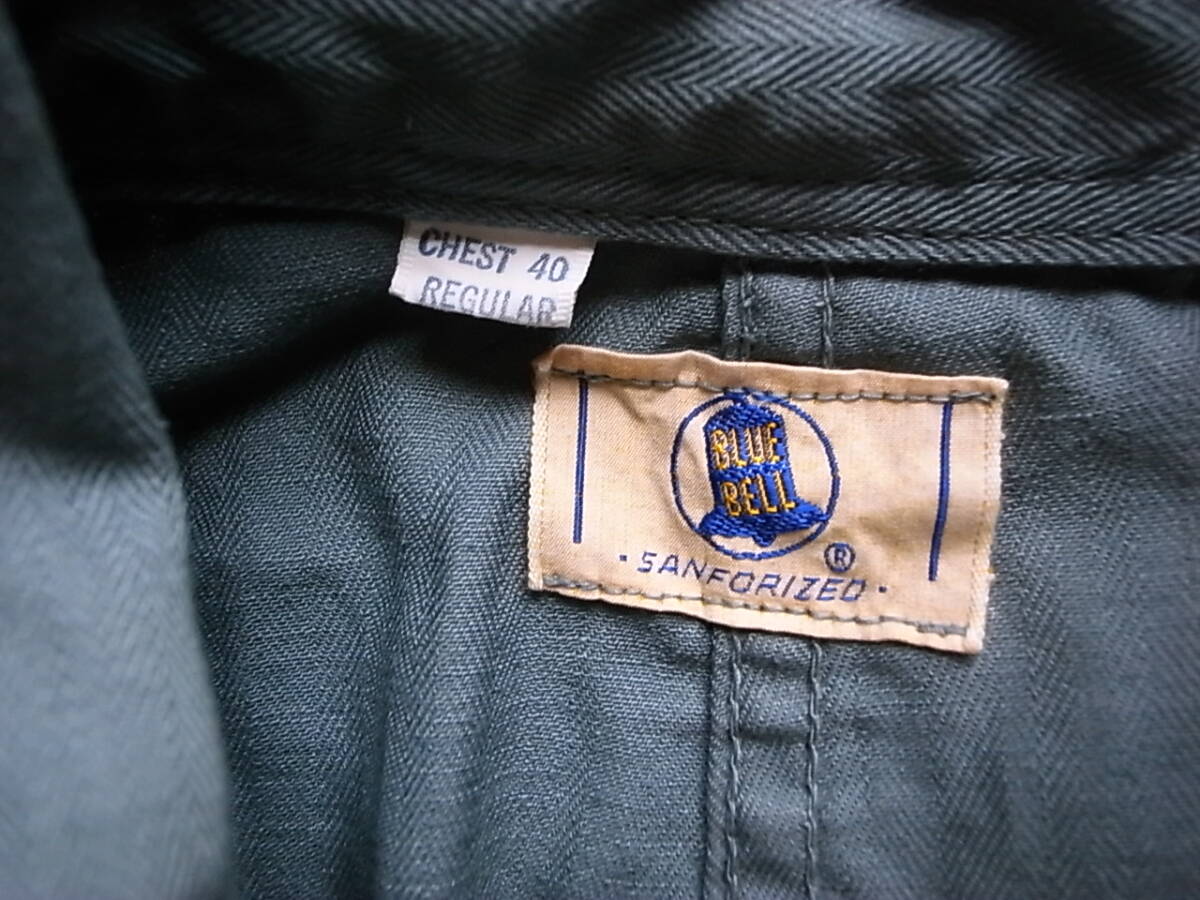 CHEST 40
REGULAR
BLUE
BELL
®
· SANFORIZED ·